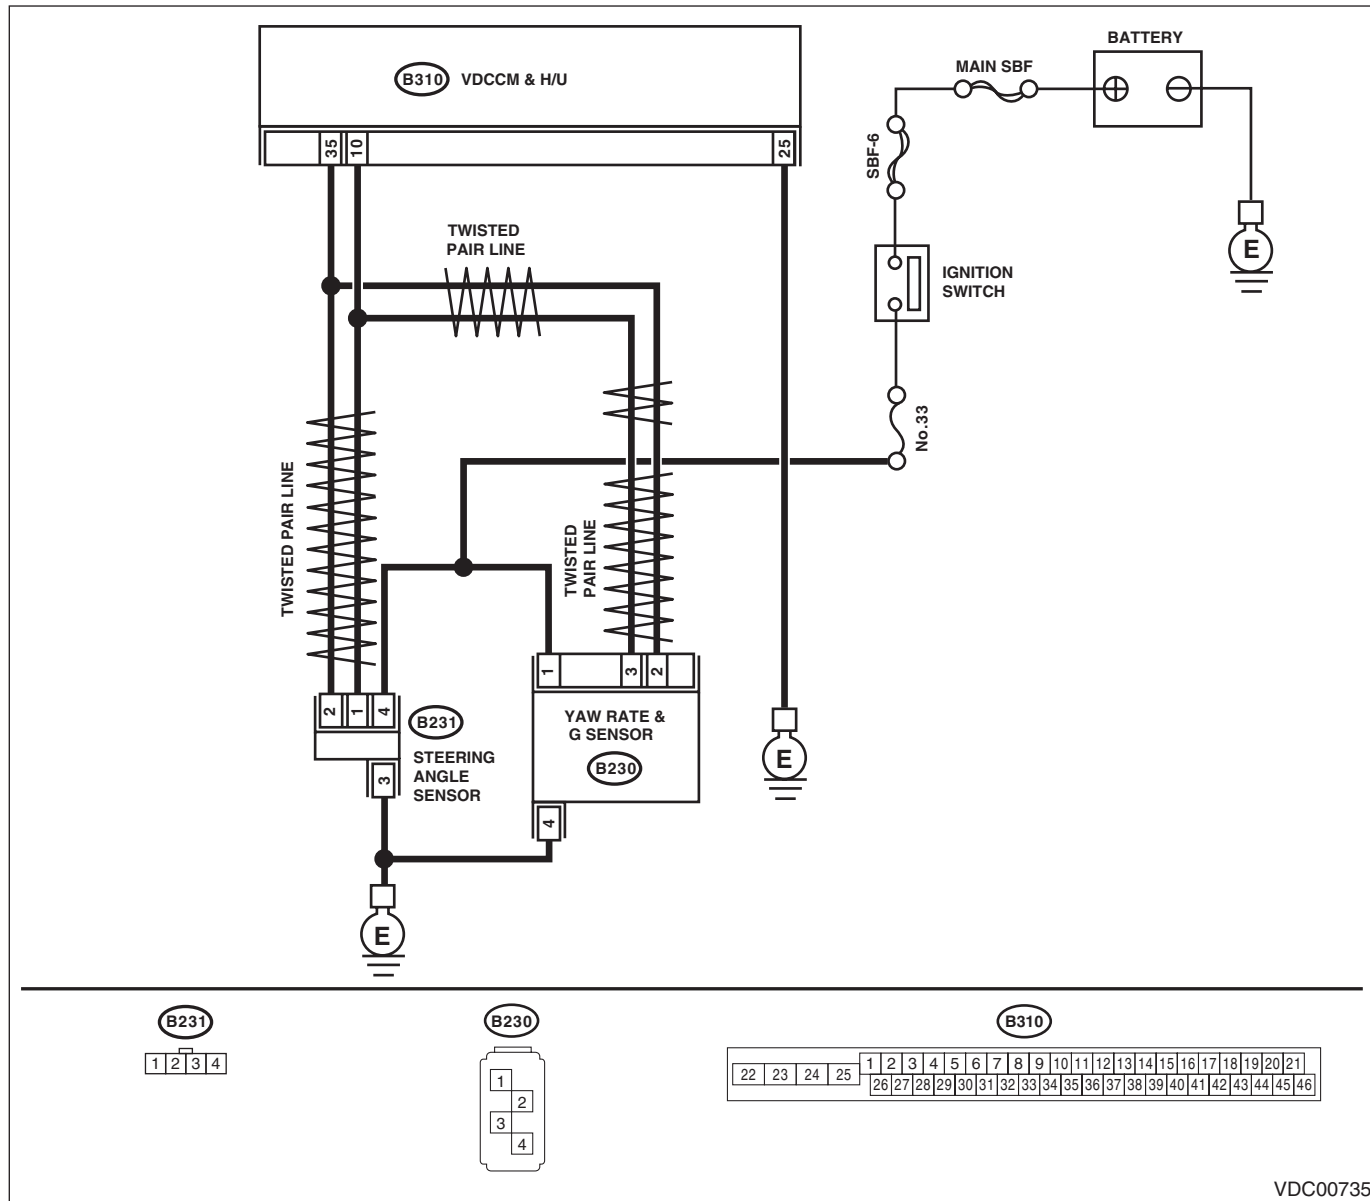 BATTERY
MAIN SBF
B310 VDCCM & H/U
35 10 25
SBF-6
TWISTED
PAIR LINE
E
IGNITION
SWITCH
No.33
TWISTED PAIR LINE
TWISTED
PAIR LINE
1 3 2
2 1 4
B231
STEERING
ANGLE
SENSOR
YAW RATE &
G SENSOR
B230
E
3
4
E
B231
1 2 3 4
B230
1
2
3
4
B310
22 23 24 25
1 2 3 4 5 6 7 8 9 10 11 12 13 14 15 16 17 18 19 20 21
26 27 28 29 30 31 32 33 34 35 36 37 38 39 40 41 42 43 44 45 46
VDC00735